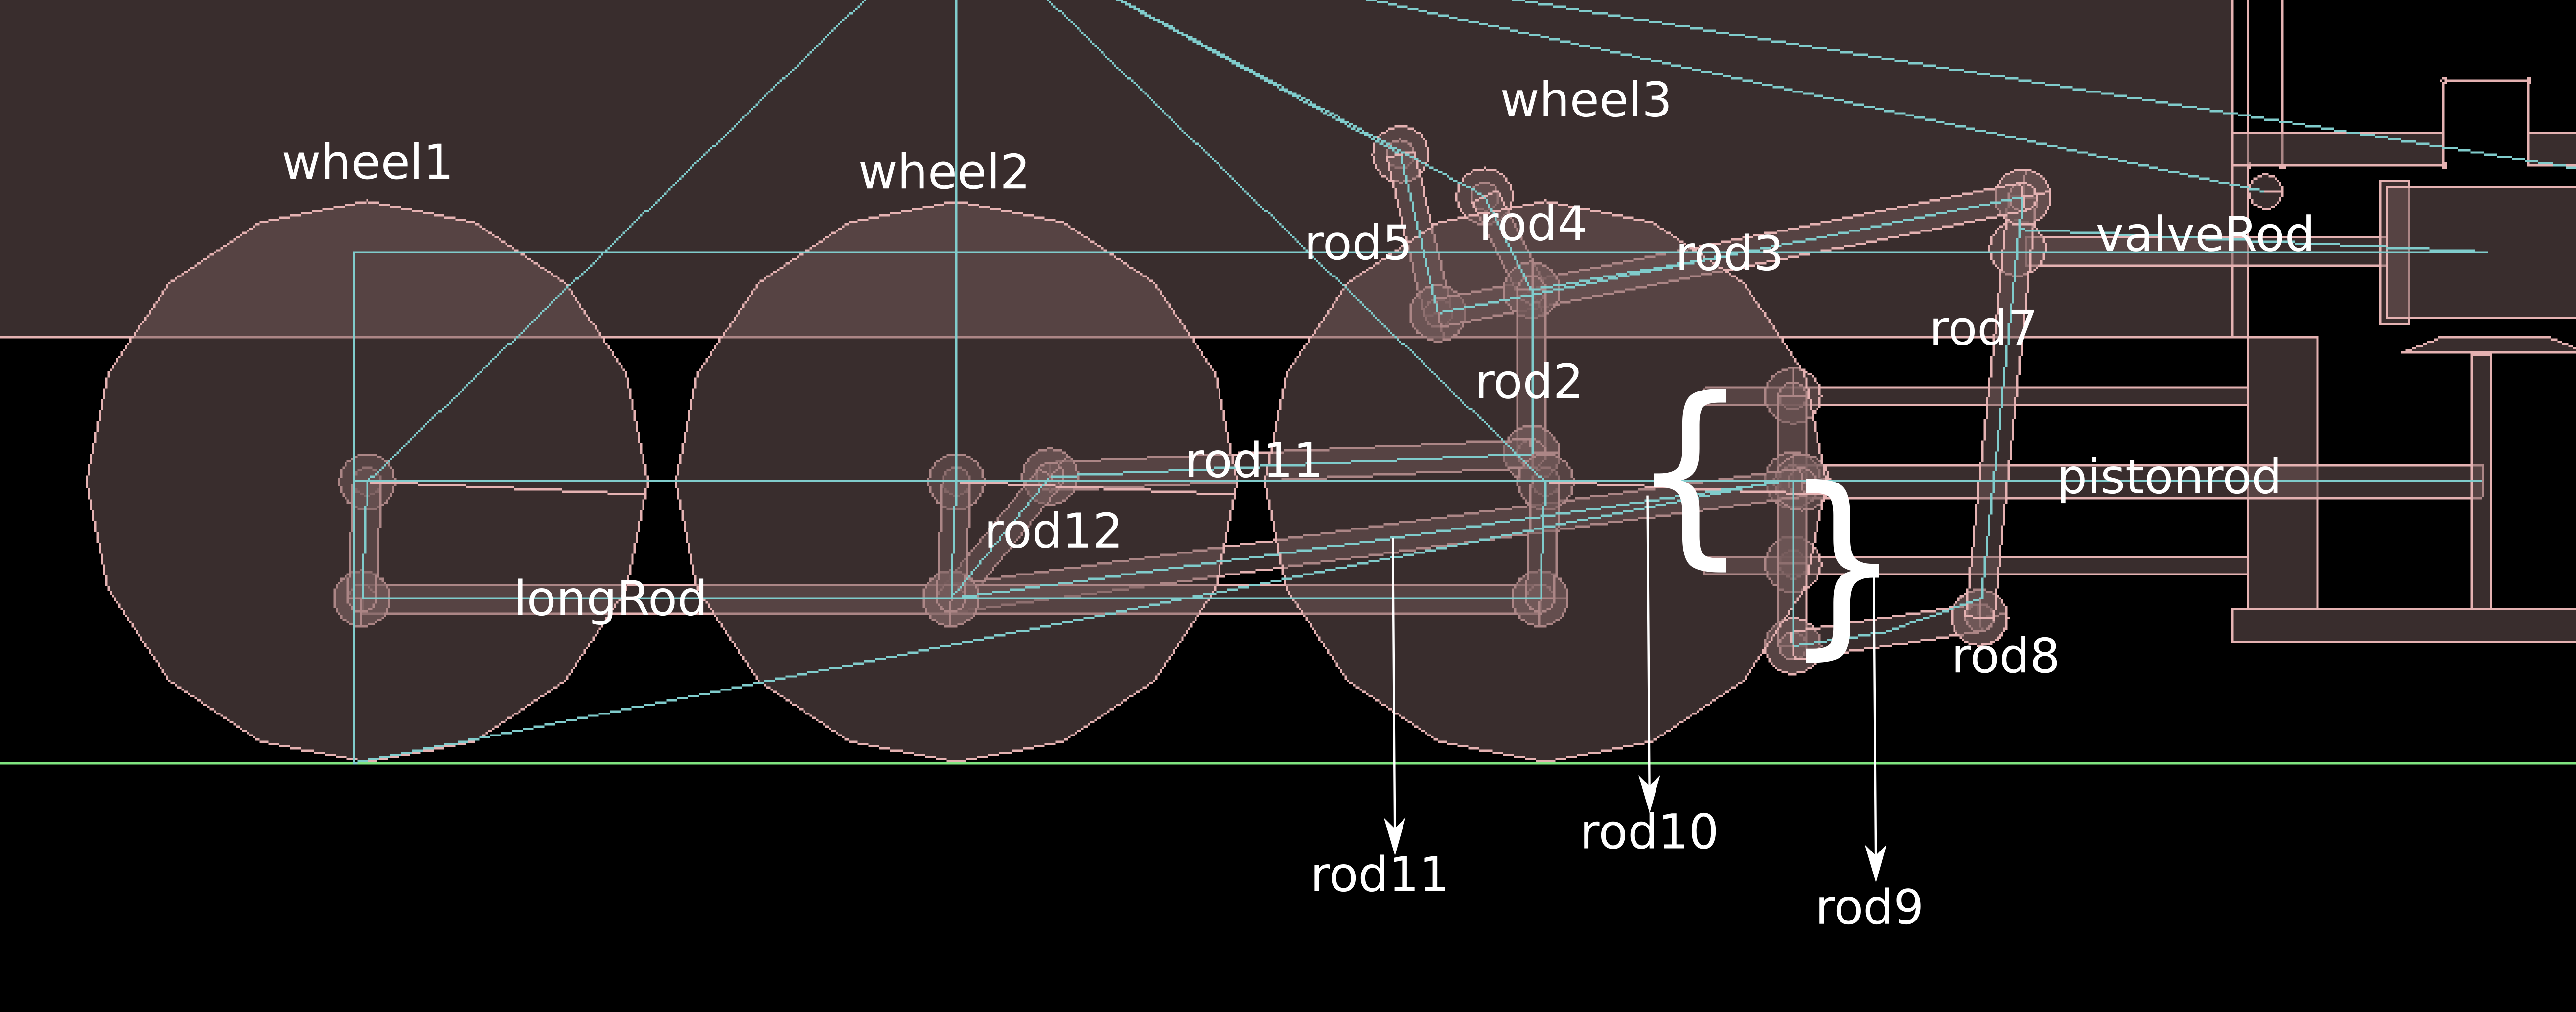 wheel3
wheel1
wheel2
rod4
rod5
rod3
valveRod
rod7
rod2
rod11
pistonrod
{
}
rod12
longRod
rod8
rod10
rod11
rod9